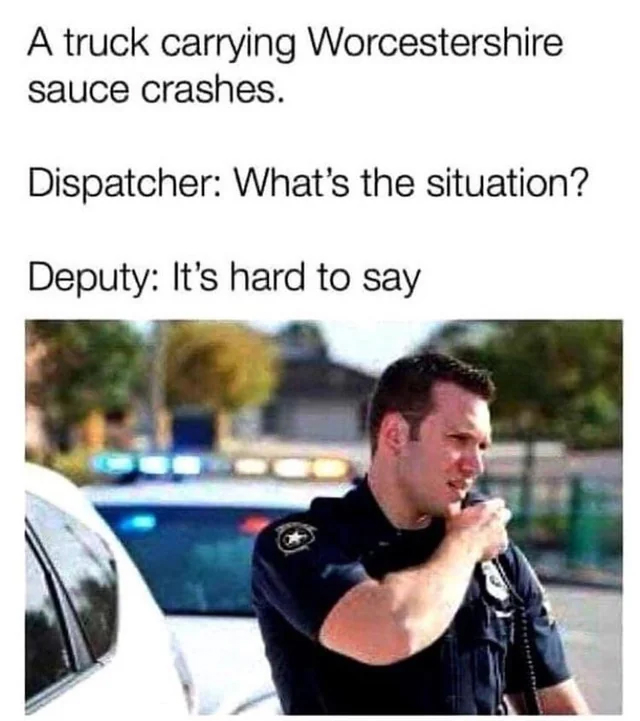 A truck carrying Worcestershire
sauce crashes.
Dispatcher: What's the situation?
Deputy: It's hard to say